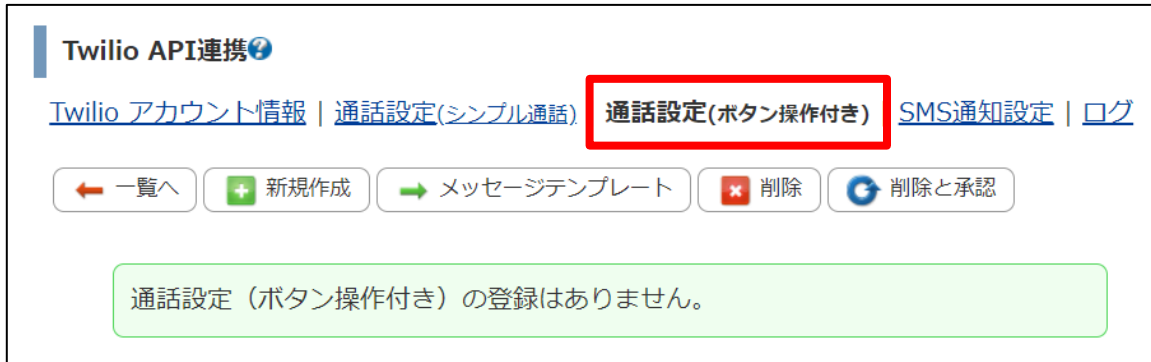 Twilio API連携?
Twilio アカウント情報 | 通話設定(シンプル通話) 通話設定(ボタン操作付き) SMS通知設定 | ログ
一覧へ 新規作成 メッセージテンプレート 削除 削除と承認
通話設定（ボタン操作付き）の登録はありません。